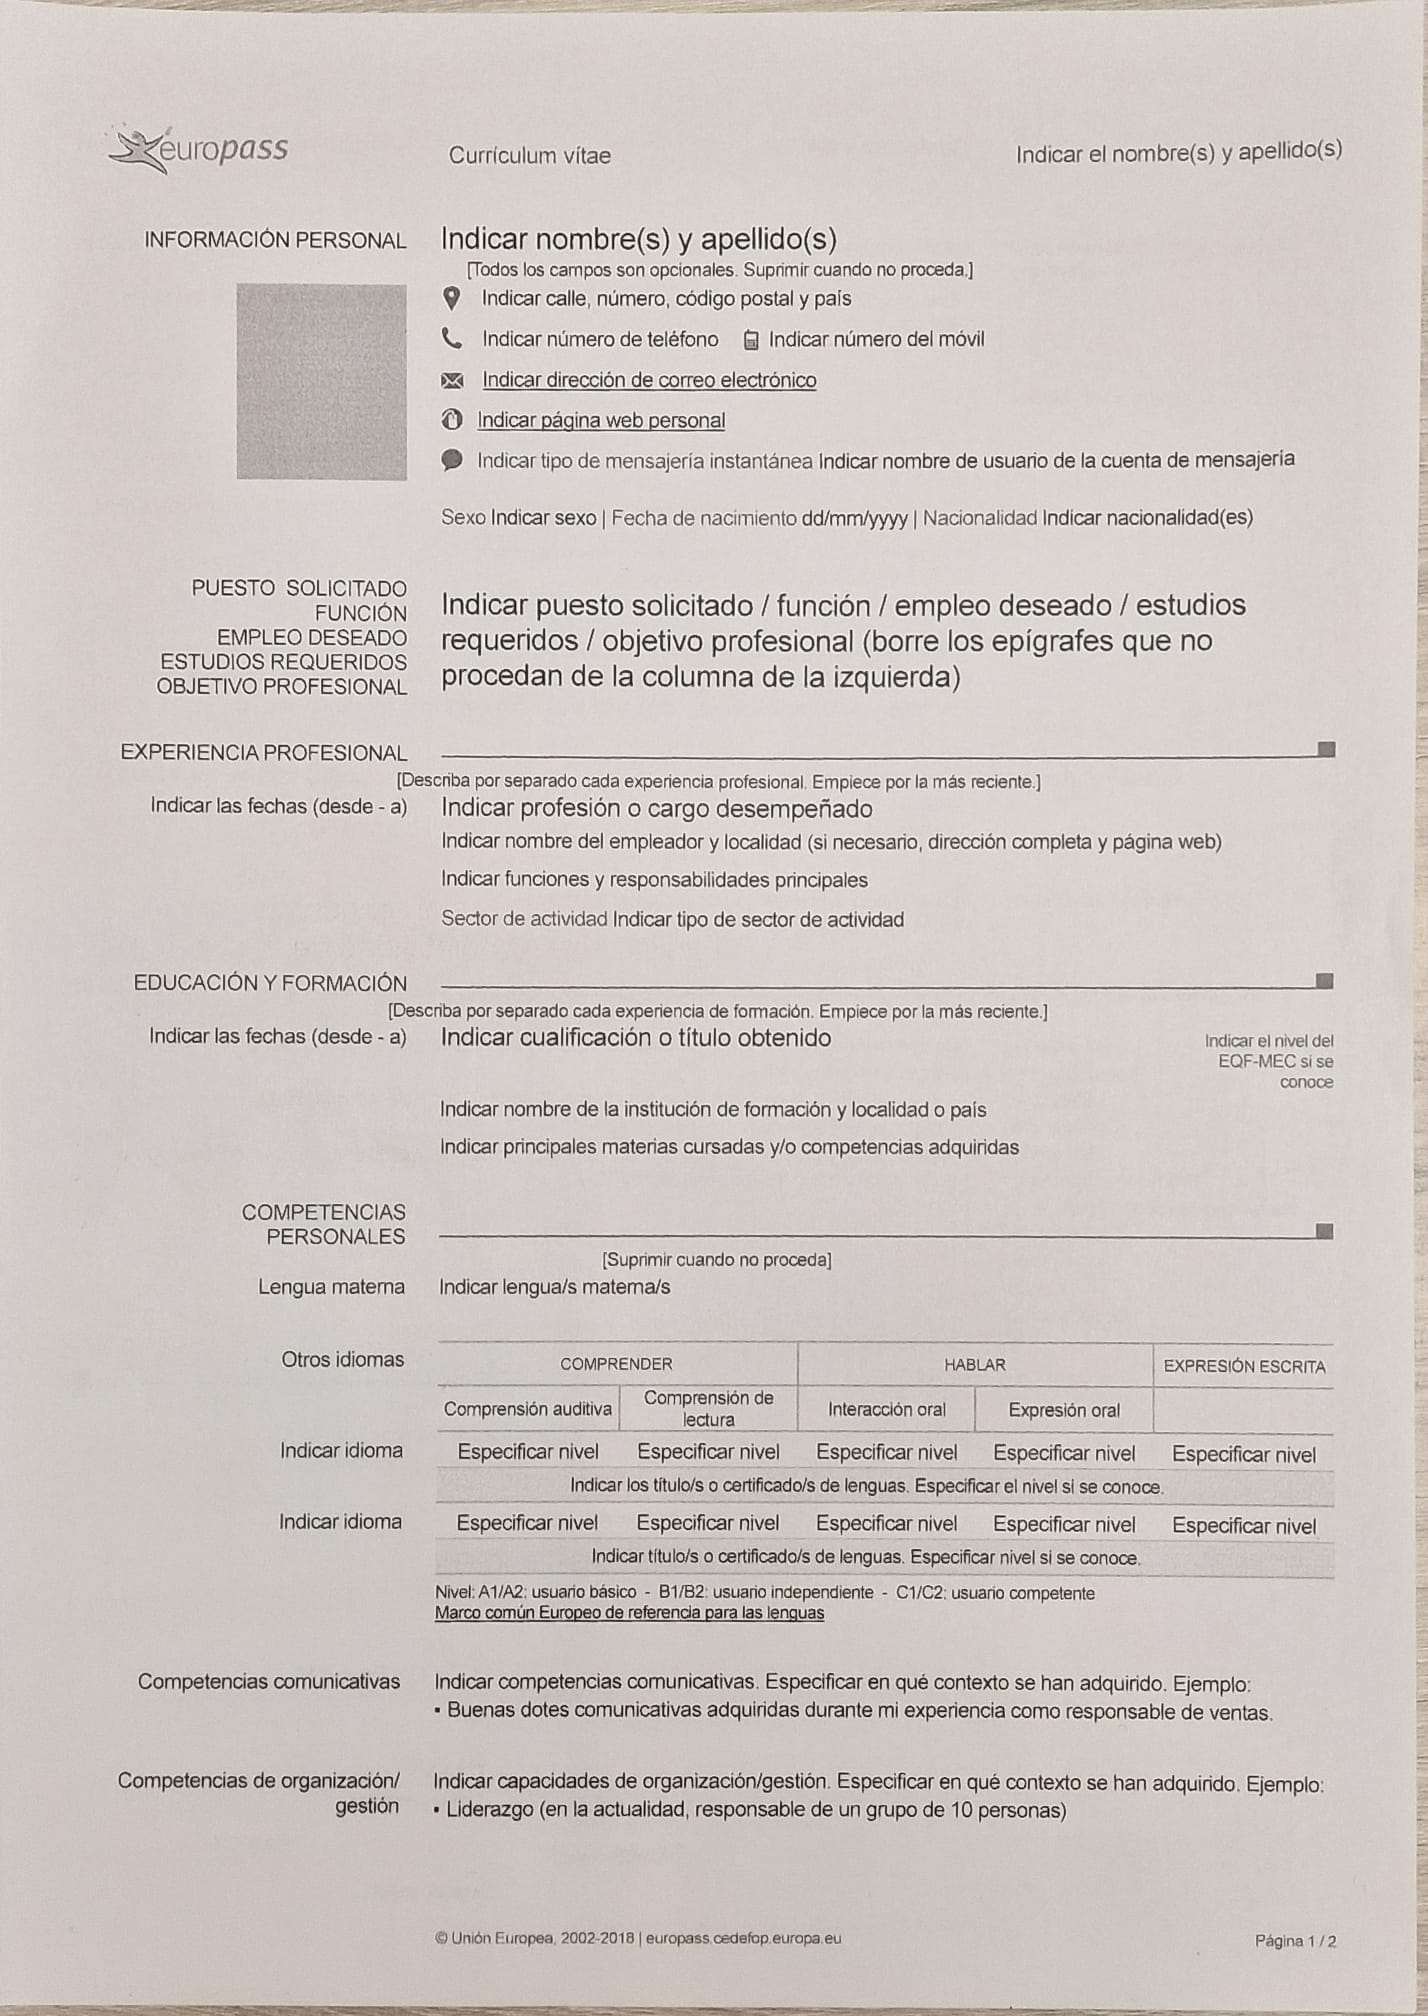 europass
Currículum vítae
Indicar el nombre(s) y apellido(s)
INFORMACIÓN PERSONAL
Indicar nombre(s) y apellido(s)
[Todos los campos son opcionales. Suprimir cuando no proceda.]
Indicar calle, número, código postal y país
Indicar número de teléfono Indicar número del móvil
Indicar dirección de correo electrónico
Indicar página web personal
Indicar tipo de mensajería instantánea Indicar nombre de usuario de la cuenta de mensajería
Sexo Indicar sexo | Fecha de nacimiento dd/mm/yyyy | Nacionalidad Indicar nacionalidad(es)
PUESTO SOLICITADO
FUNCIÓN
EMPLEO DESEADO
ESTUDIOS REQUERIDOS
OBJETIVO PROFESIONAL
Indicar puesto solicitado / función / empleo deseado / estudios
requeridos / objetivo profesional (borre los epígrafes que no
procedan de la columna de la izquierda)
EXPERIENCIA PROFESIONAL
[Describa por separado cada experiencia profesional. Empiece por la más reciente.]
Indicar las fechas (desde - a)
Indicar profesión o cargo desempeñado
Indicar nombre del empleador y localidad (si necesario, dirección completa y página web)
Indicar funciones y responsabilidades principales
Sector de actividad Indicar tipo de sector de actividad
EDUCACIÓN Y FORMACIÓN
[Describa por separado cada experiencia de formación. Empiece por la más reciente.]
Indicar las fechas (desde - a)
Indicar cualificación o título obtenido
Indicar el nivel del
EQF-MEC si se
conoce
Indicar nombre de la institución de formación y localidad o país
Indicar principales materias cursadas y/o competencias adquiridas
COMPETENCIAS
PERSONALES
[Suprimir cuando no proceda]
Lengua materna
Indicar lengua/s materna/s
Otros idiomas
COMPRENDER HABLAR EXPRESIÓN ESCRITA
Comprensión auditiva
Comprensión de
lectura
Interacción oral
Expresión oral
Indicar idioma
Especificar nivel Especificar nivel Especificar nivel Especificar nivel Especificar nivel
Indicar los título/s o certificado/s de lenguas. Especificar el nivel si se conoce.
Indicar idioma
Especificar nivel Especificar nivel Especificar nivel Especificar nivel Especificar nivel
Indicar título/s o certificado/s de lenguas. Especificar nivel si se conoce.
Nivel: A1/A2: usuario básico - B1/B2: usuario independiente - C1/C2: usuario competente
Marco común Europeo de referencia para las lenguas
Competencias comunicativas
Indicar competencias comunicativas. Especificar en qué contexto se han adquirido. Ejemplo:
▪ Buenas dotes comunicativas adquiridas durante mi experiencia como responsable de ventas.
Competencias de organización/
gestión
Indicar capacidades de organización/gestión. Especificar en qué contexto se han adquirido. Ejemplo:
▪ Liderazgo (en la actualidad, responsable de un grupo de 10 personas)
© Unión Europea, 2002-2018 | europass.cedefop.europa.eu
Página 1 / 2